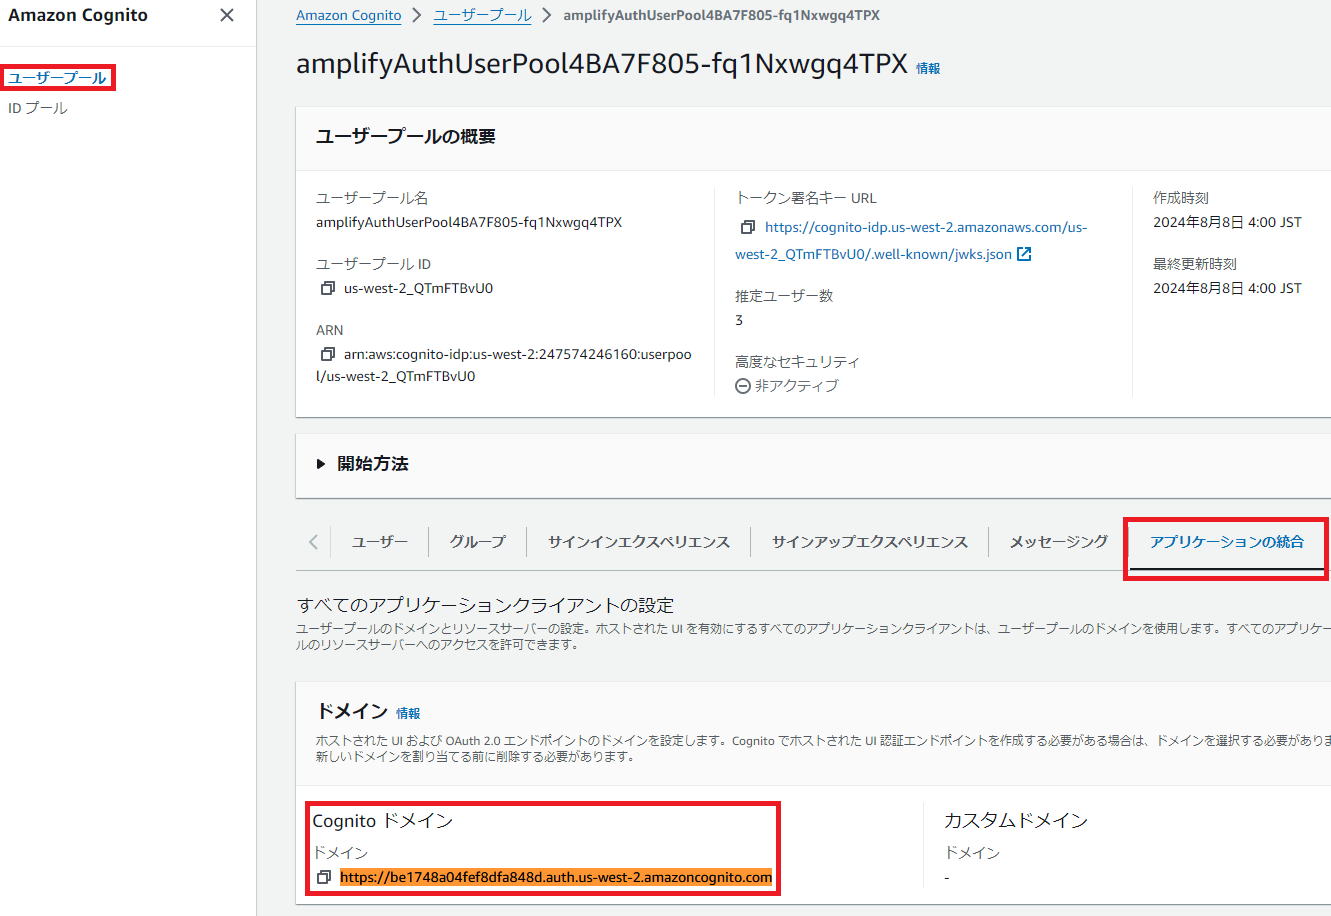 Amazon Cognito
ユーザープール
ID プール
Amazon Cognito
ユーザープール
amplifyAuthUserPool4BA7F805-fq1Nxwgq4TPX
amplifyAuthUserPool4BA7F805-fq1Nxwgq4TPX 情報
ユーザープールの概要
ユーザープール名
amplifyAuthUserPool4BA7F805-fq1Nxwgq4TPX
ユーザープール ID
us-west-2_QTmFTBvU0
ARN
arn:aws:cognito-idp:us-west-2:247574246160:userpoo
l/us-west-2_QTmFTBvU0
トークン署名キー URL
https://cognito-idp.us-west-2.amazonaws.com/us-
west-2_QTmFTBvU0/.well-known/jwks.json
推定ユーザー数
3
高度なセキュリティ
非アクティブ
作成時刻
2024年8月8日 4:00 JST
最終更新時刻
2024年8月8日 4:00 JST
開始方法
ユーザー
グループ
サインインエクスペリエンス
サインアップエクスペリエンス
メッセージング
アプリケーションの統合
すべてのアプリケーションクライアントの設定
ユーザープールのドメインとリソースサーバーの設定。ホストされた UI を有効にするすべてのアプリケーションクライアントは、ユーザープールのドメインを使用します。すべてのアプリケー
ルのリソースサーバーへのアクセスを許可できます。
ドメイン 情報
ホストされた UI および OAuth 2.0 エンドポイントのドメインを設定します。Cognito でホストされた UI 認証エンドポイントを作成する必要がある場合は、ドメインを選択する必要がありま
新しいドメインを割り当てる前に削除する必要があります。
Cognito ドメイン
ドメイン
https://be1748a04fef8dfa848d.auth.us-west-2.amazoncognito.com
カスタムドメイン
ドメイン
-